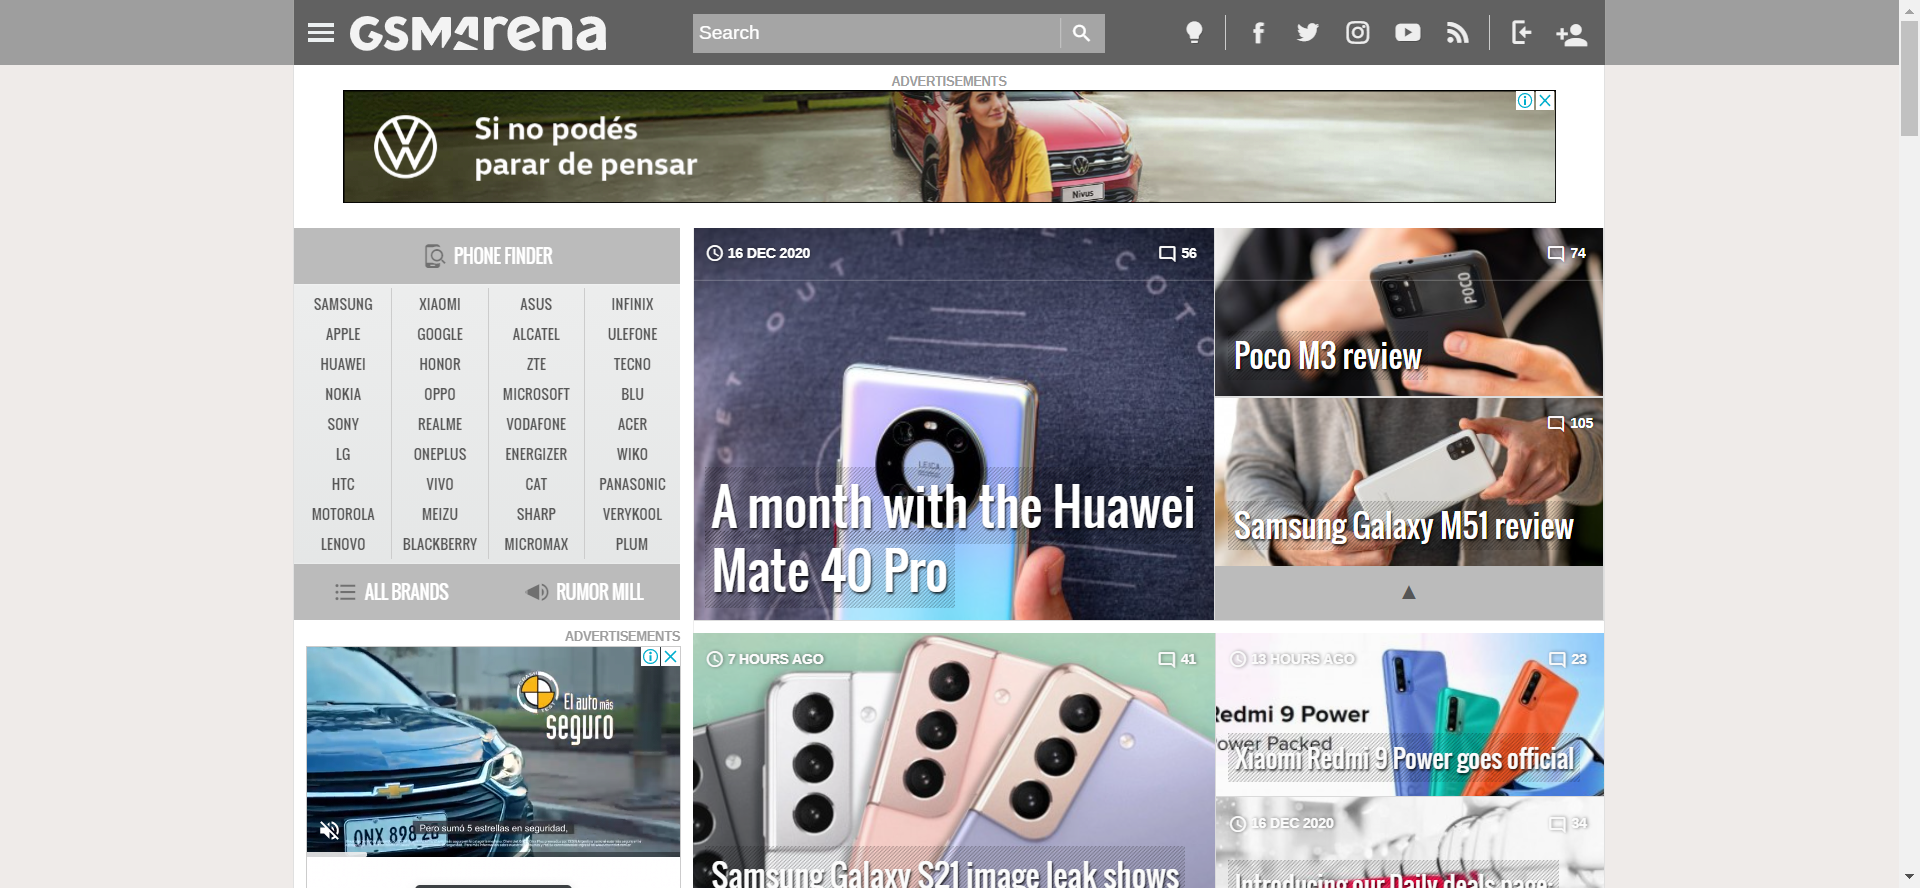 GSMArena
Search
ADVERTISEMENTS
Si no podés
parar de pensar
Nivus
PHONE FINDER
SAMSUNG XIAOMI ASUS INFINIX
APPLE GOOGLE ALCATEL ULEFONE
HUAWEI HONOR ZTE TECNO
NOKIA OPPO MICROSOFT BLU
SONY REALME VODAFONE ACER
LG ONEPLUS ENERGIZER WIKO
HTC VIVO CAT PANASONIC
MOTOROLA MEIZU SHARP VERYKOOL
LENOVO BLACKBERRY MICROMAX PLUM
ALL BRANDS RUMOR MILL
16 DEC 2020 56
LEICA
A month with the Huawei
Mate 40 Pro
74
POCO
Poco M3 review
105
Samsung Galaxy M51 review
ADVERTISEMENTS
El auto más
seguro
Pero sumó 5 estrellas en seguridad,
7 HOURS AGO 41
Samsung Galaxy S21 image leak shows
13 HOURS AGO 23
Redmi 9 Power
ower Packed
Xiaomi Redmi 9 Power goes official
16 DEC 2020 34
Introducing our Daily deals page: